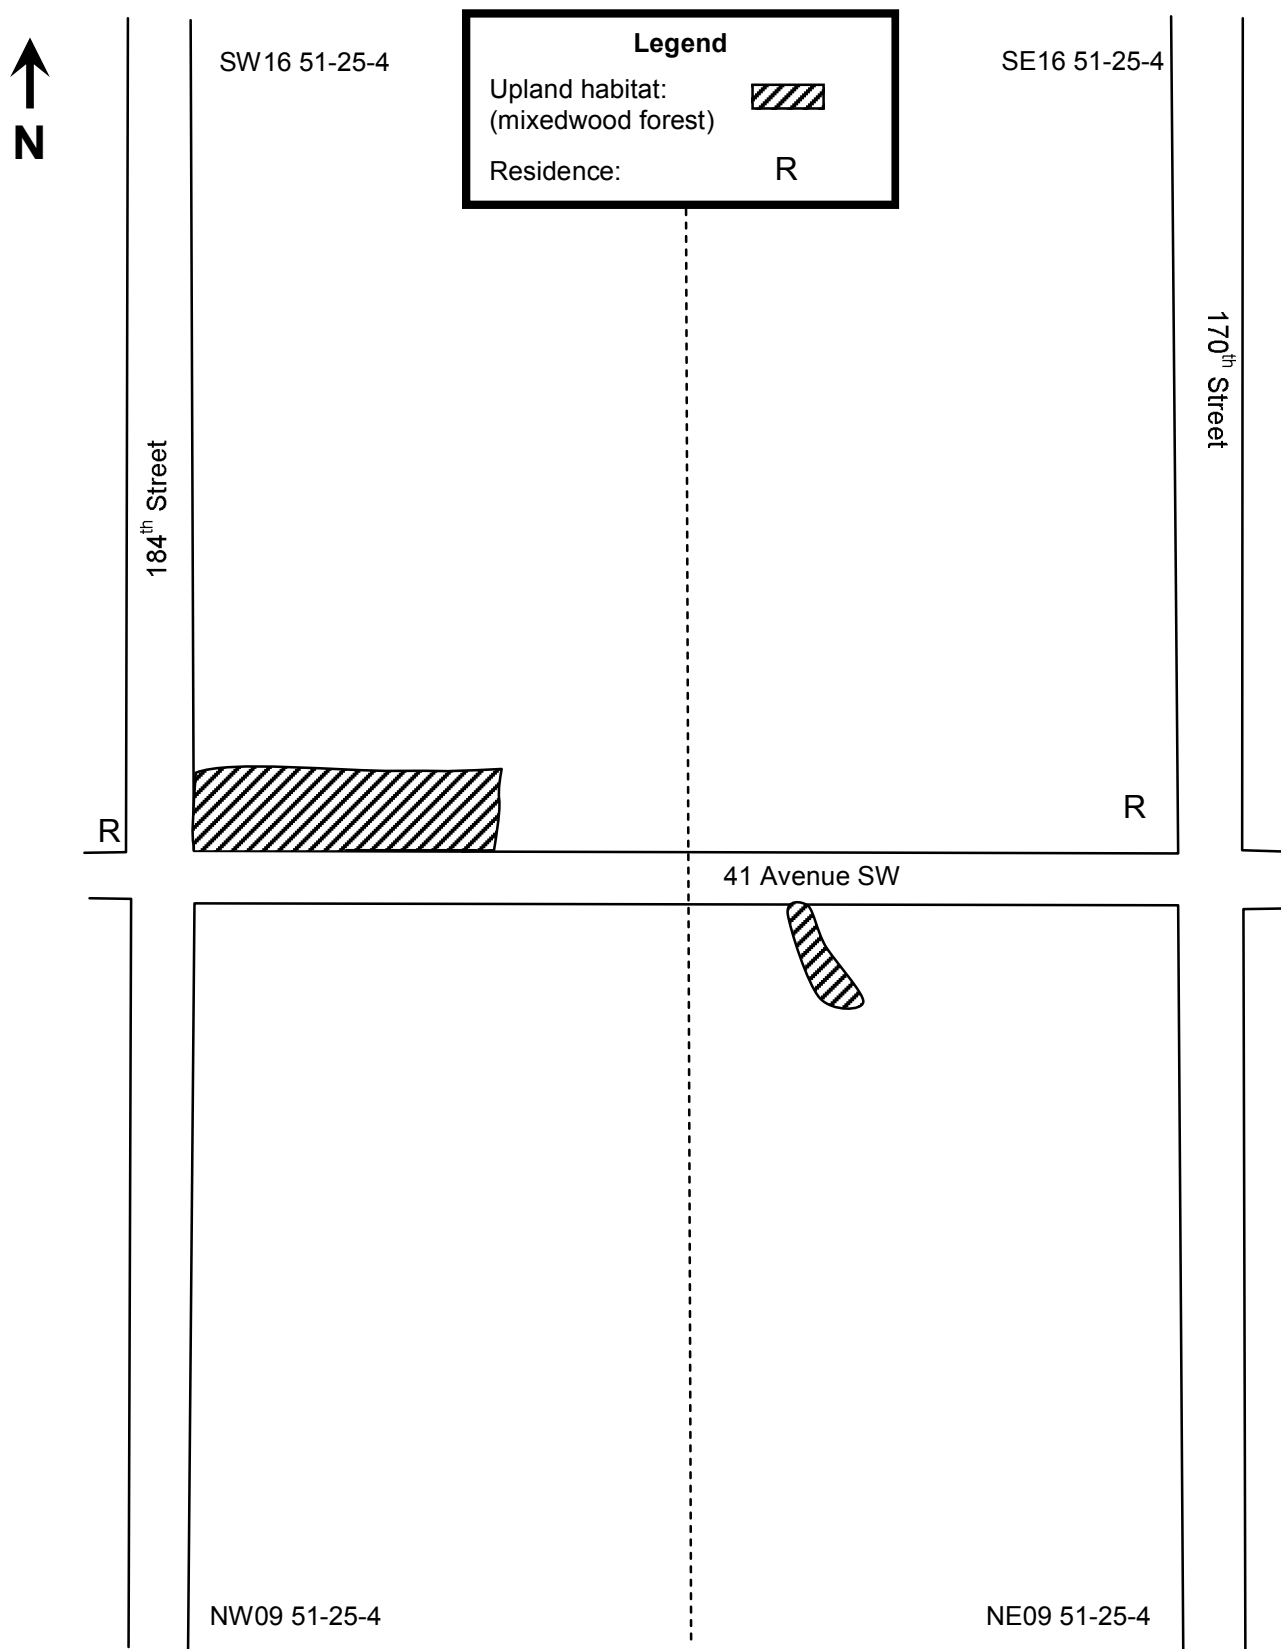 SW16 51-25-4
SE16 51-25-4
Legend
Upland habitat:
(mixedwood forest)
Residence: R
N
170th Street
184th Street
R
R
41 Avenue SW
NW09 51-25-4
NE09 51-25-4